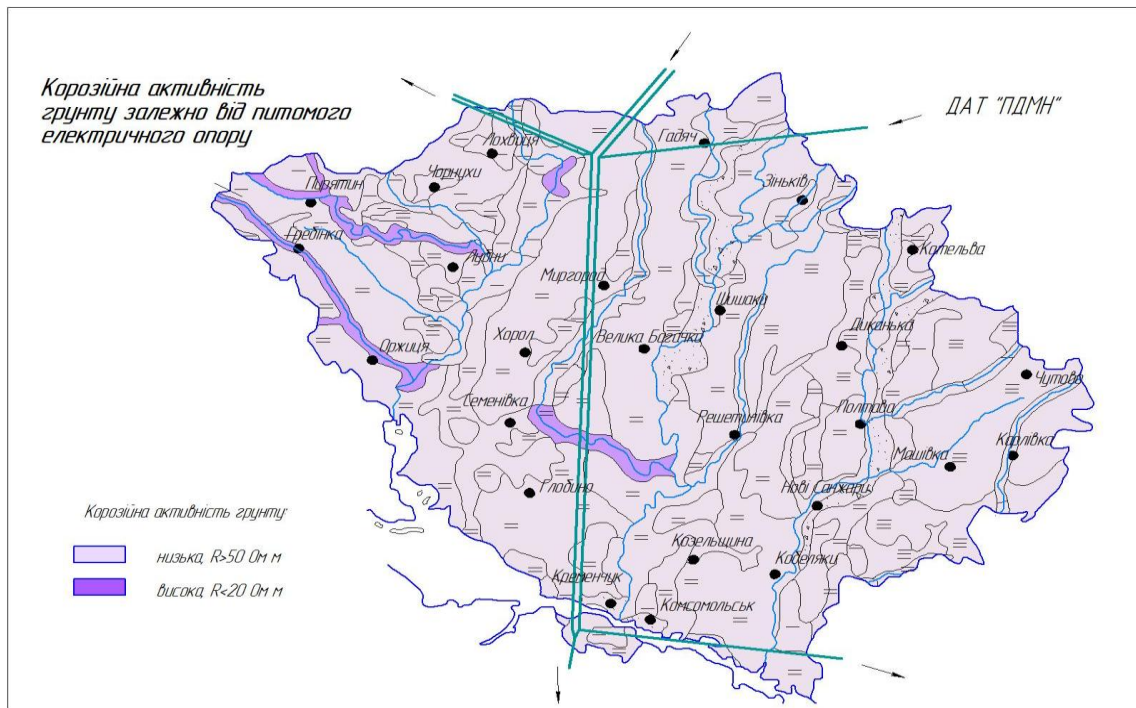 Корозійна активність
грунту залежно від питомого
електричного опору
ДАТ "ПДМН"
Гадяч
Лохвиця
Чорнухи
Пирятин
Зіньків
Гребінка
Лубни
Котельва
Миргород
Шишаки
Диканька
Хорол
Велика Багачка
Оржиця
Чутово
Семенівка
Решетилівка
Полтава
Машівка
Карлівка
Глобино
Нові Санжари
Козельщина
Кобеляки
Кременчук
Комсомольськ
Корозійна активність грунту:
низька, R>50 Ом м
висока, R<20 Ом м